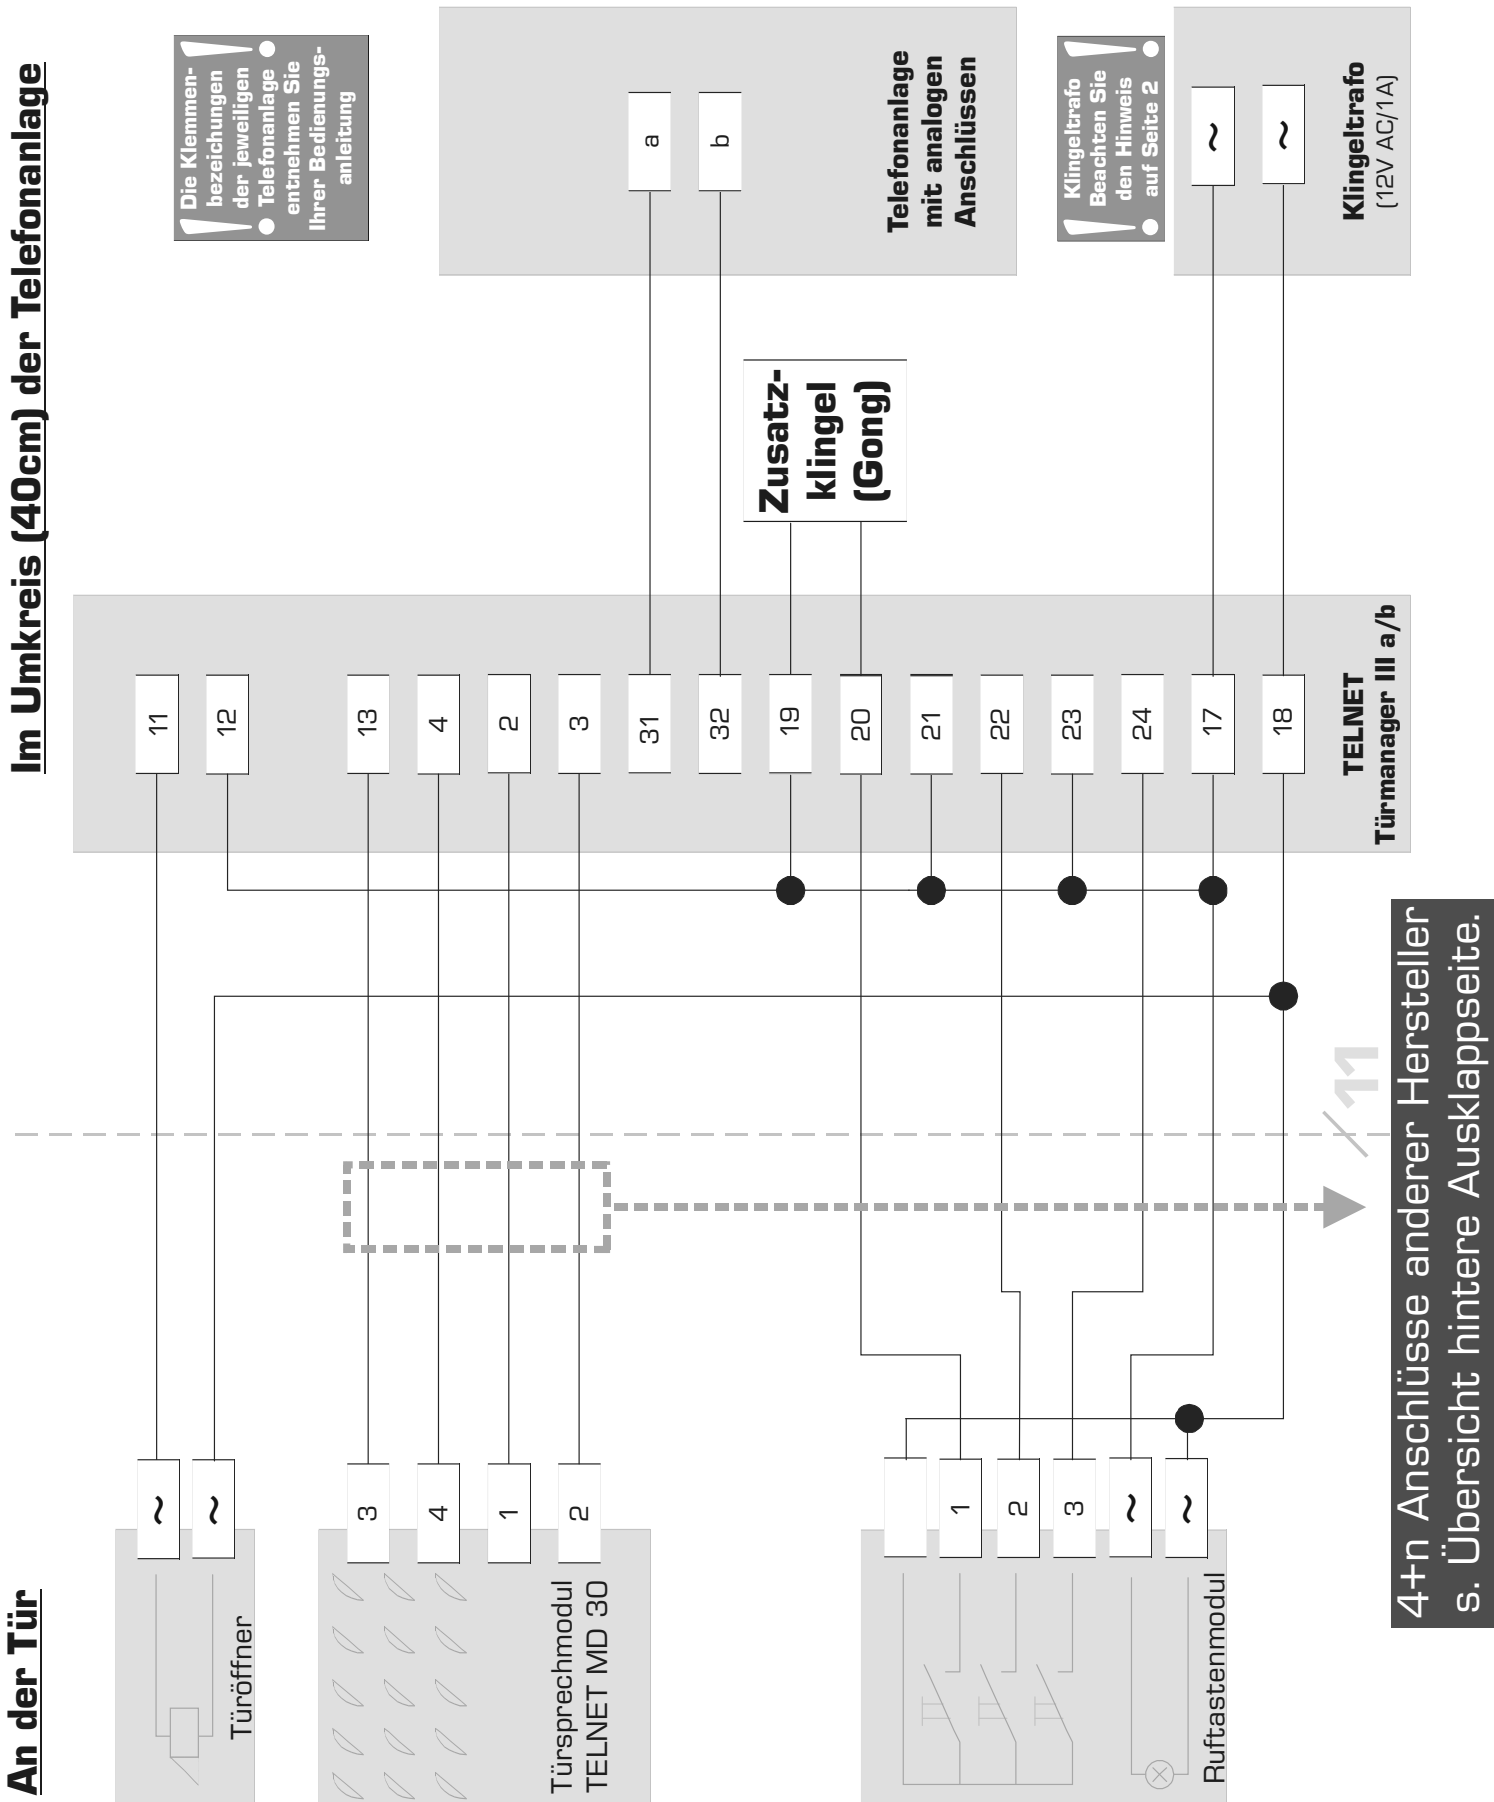 An der Tür
Im Umkreis (40cm) der Telefonanlage
Türöffner
~
~
11
12
Die Klemmen-
bezeichungen
der jeweiligen
Telefonanlage
entnehmen Sie
Ihrer Bedienungs-
anleitung
Türsprechmodul
TELNET MD 30
3
4
1
2
13
4
2
3
31
32
19
20
21
22
23
24
17
18
TELNET
Türmanager III a/b
a
b
Telefonanlage
mit analogen
Anschlüssen
Zusatz-
klingel
(Gong)
Klingeltrafo
Beachten Sie
den Hinweis
auf Seite 2
~
~
Klingeltrafo
(12V AC/1A)
1
2
3
~
~
Ruftastenmodul
11
4+n Anschlüsse anderer Hersteller
s. Übersicht hintere Ausklappseite.